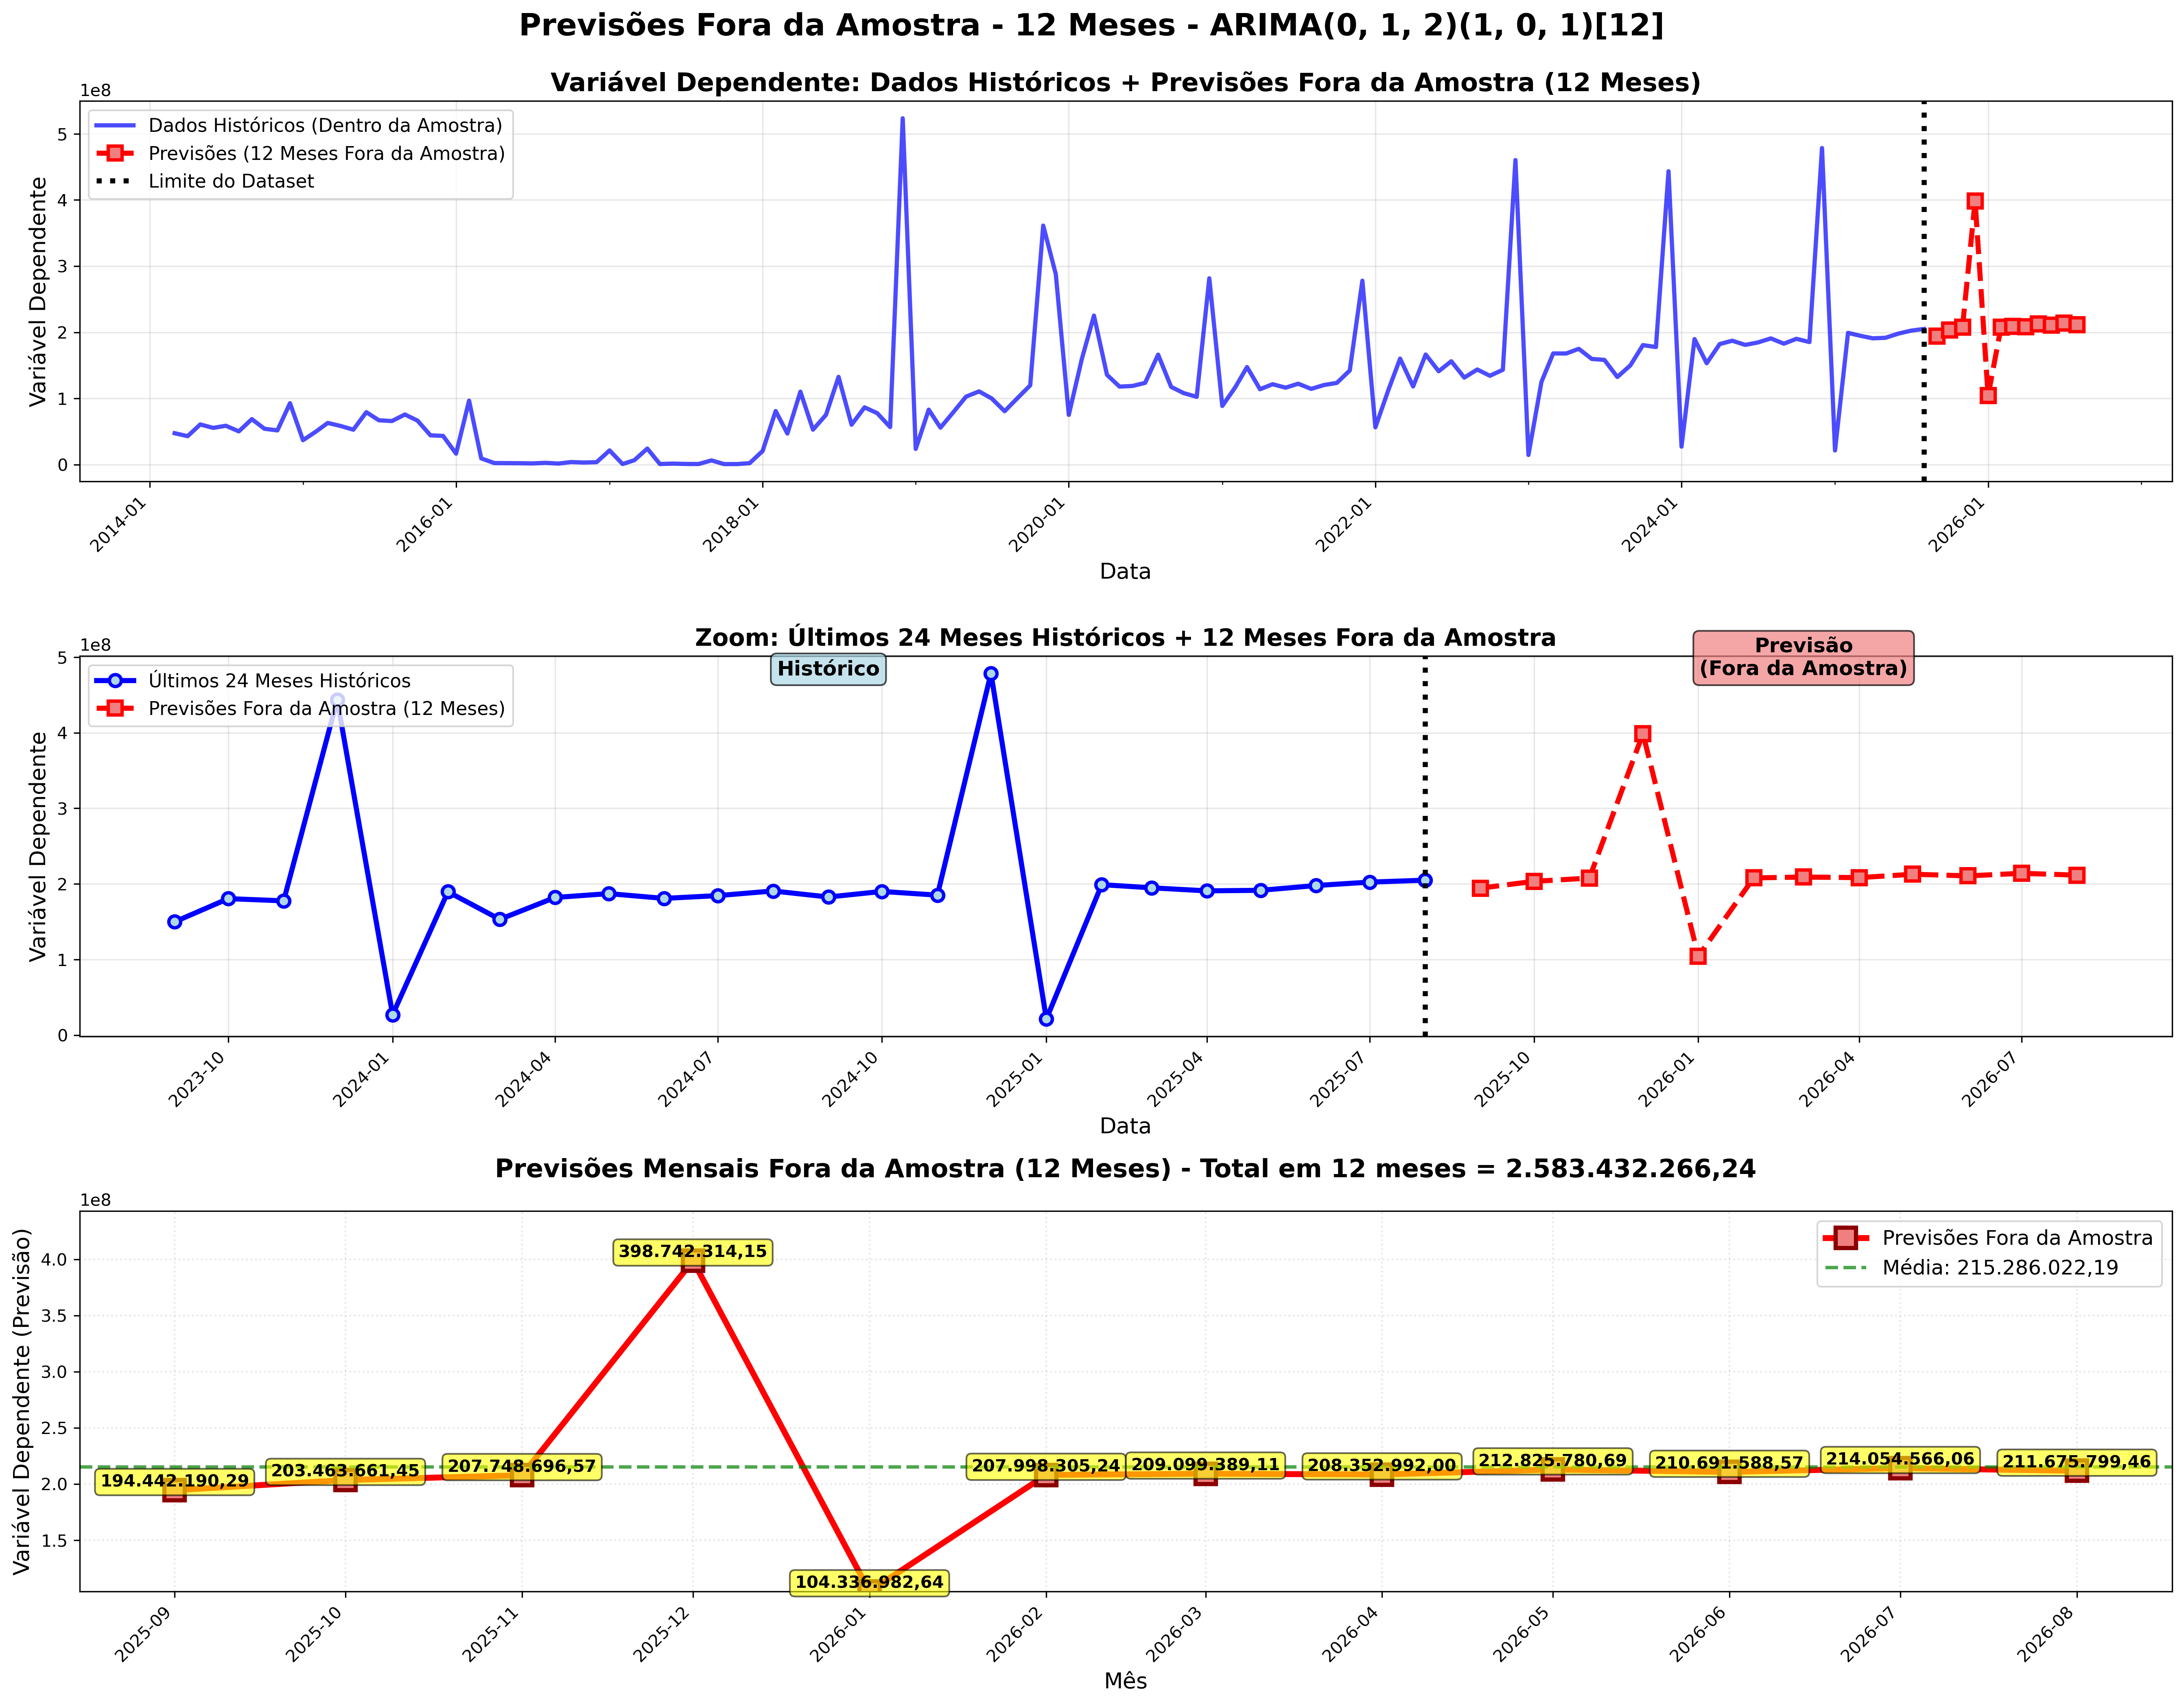 Previsões Fora da Amostra - 12 Meses - ARIMA(0, 1, 2)(1, 0, 1)[12]
Variável Dependente: Dados Históricos + Previsões Fora da Amostra (12 Meses)
1e8
Dados Históricos (Dentro da Amostra)
Previsões (12 Meses Fora da Amostra)
Limite do Dataset
Variável Dependente
5
4
3
2
1
0
2014-01
2016-01
2018-01
2020-01
2022-01
2024-01
2026-01
Data
Zoom: Últimos 24 Meses Históricos + 12 Meses Fora da Amostra
1e8
Últimos 24 Meses Históricos
Previsões Fora da Amostra (12 Meses)
Histórico
Previsão
(Fora da Amostra)
Variável Dependente
5
4
3
2
1
0
2023-10
2024-01
2024-04
2024-07
2024-10
2025-01
2025-04
2025-07
2025-10
2026-01
2026-04
2026-07
Data
Previsões Mensais Fora da Amostra (12 Meses) - Total em 12 meses = 2.583.432.266,24
1e8
Previsões Fora da Amostra
Média: 215.286.022,19
Variável Dependente (Previsão)
4.0
3.5
3.0
2.5
2.0
1.5
194.442.190,29
203.463.661,45
207.748.696,57
398.742.314,15
104.336.982,64
207.998.305,24
209.099.389,11
208.352.992,00
212.825.780,69
210.691.588,57
214.054.566,06
211.675.799,46
2025-09
2025-10
2025-11
2025-12
2026-01
2026-02
2026-03
2026-04
2026-05
2026-06
2026-07
2026-08
Mês